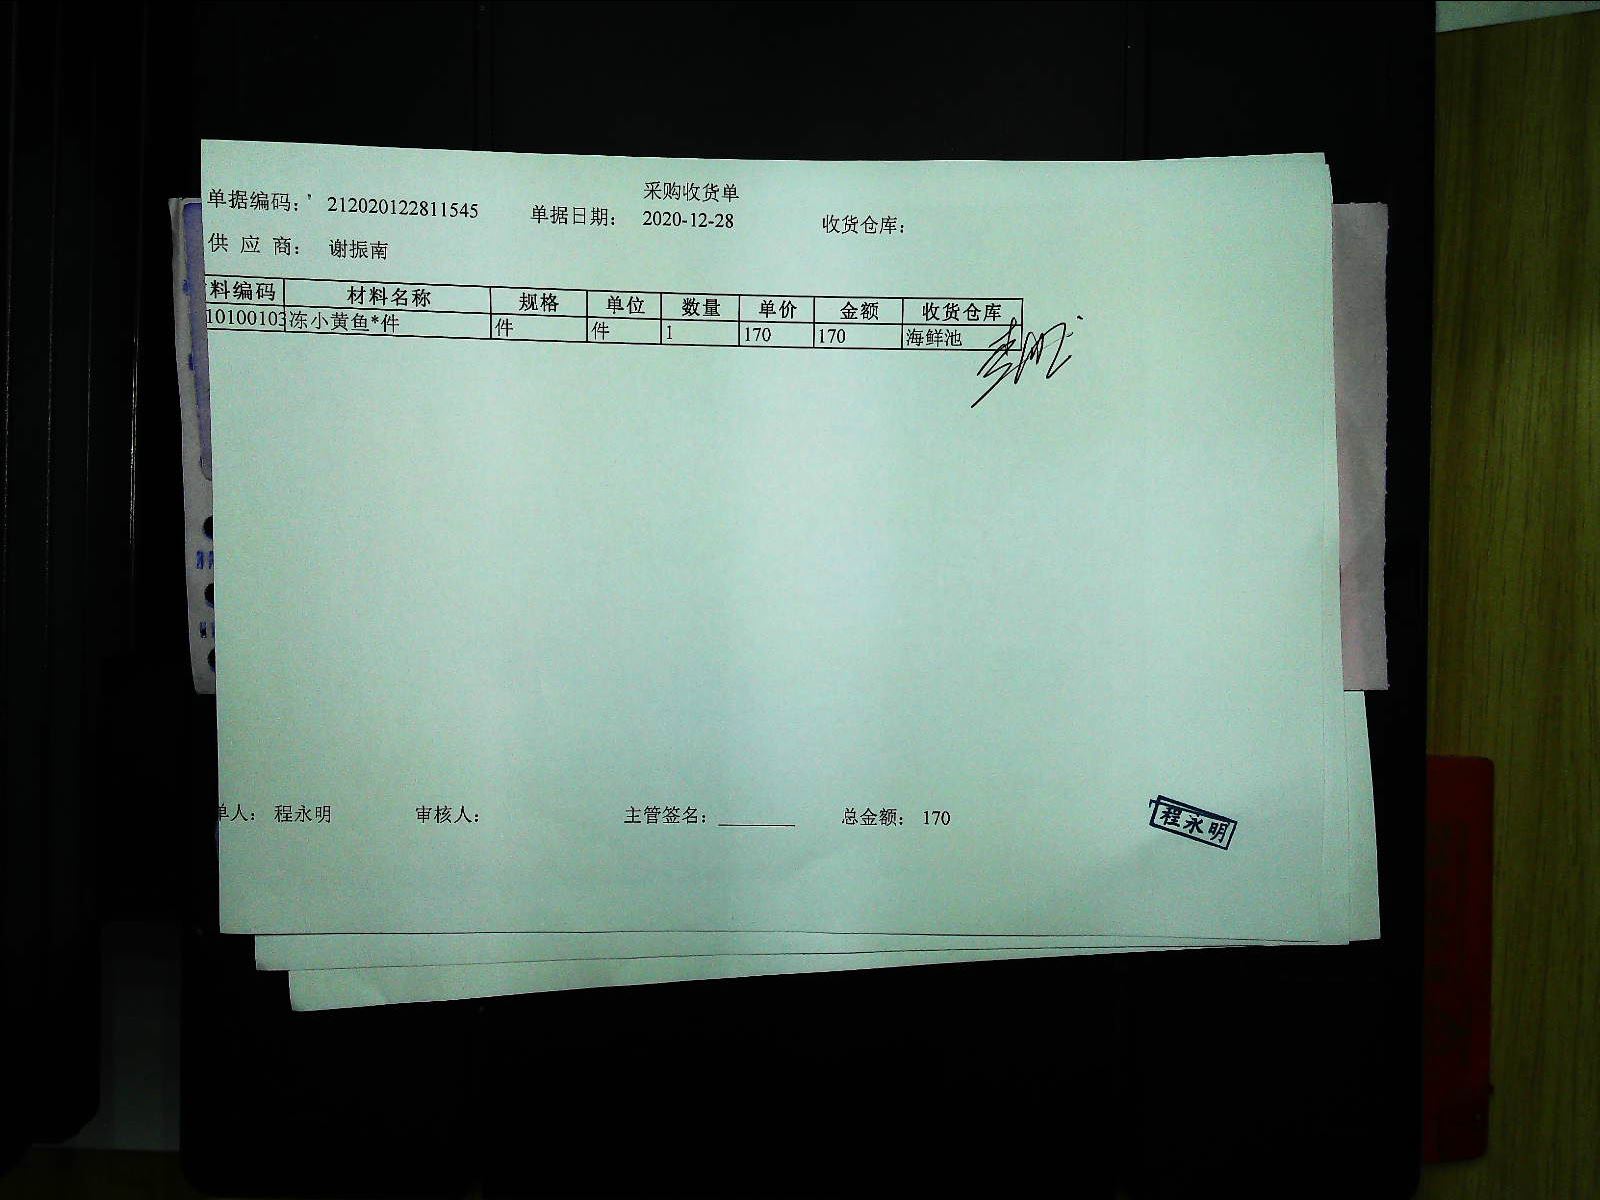 采购收货单
单据编码： 212020122811545 单据日期： 2020-12-28 收货仓库：
供应商： 谢振南
料编码 材料名称 规格 单位 数量 单价 金额 收货仓库
10100103 冻小黄鱼*件 件 件 1 170 170 海鲜池
单人： 程永明 审核人： 主管签名： 总金额： 170
程永明